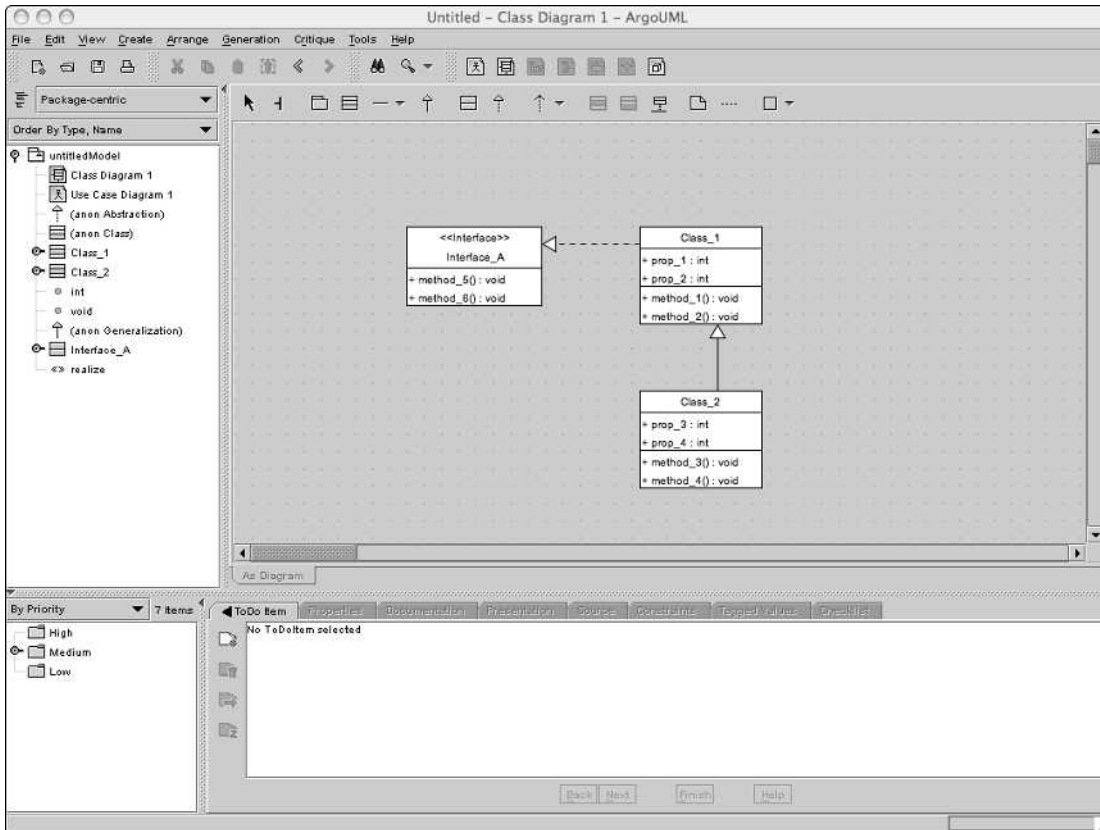 Untitled – Class Diagram 1 – ArgoUML
File Edit View Create Arrange Generation Critique Tools Help
Package-centric
Order By Type, Name
untitledModel
Class Diagram 1
Use Case Diagram 1
(anon Abstraction)
(anon Class)
Class_1
Class_2
int
void
(anon Generalization)
Interface_A
«» realize
<<Interface>>
Interface_A
+ method_5() : void
+ method_6() : void
Class_1
+ prop_1 : int
+ prop_2 : int
+ method_1() : void
+ method_2() : void
Class_2
+ prop_3 : int
+ prop_4 : int
+ method_3() : void
+ method_4() : void
As Diagram
By Priority 7 Items
High
Medium
Low
ToDo Item Properties Documentation Presentation Source Constraints Tagged Values Checklist
No ToDoItem selected
Back Next Finish Help